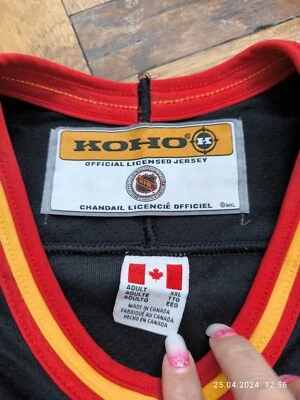 KOHO®
OFFICIAL LICENSED JERSEY
NHL
CHANDAIL LICENCIÉ OFFICIEL
ADULT XXL
ADULTE TTG
ADULTO EEG
MADE IN CANADA
FABRIQUÉ AU CANADA
HECHO EN CANADA
25.04.2024 12:56